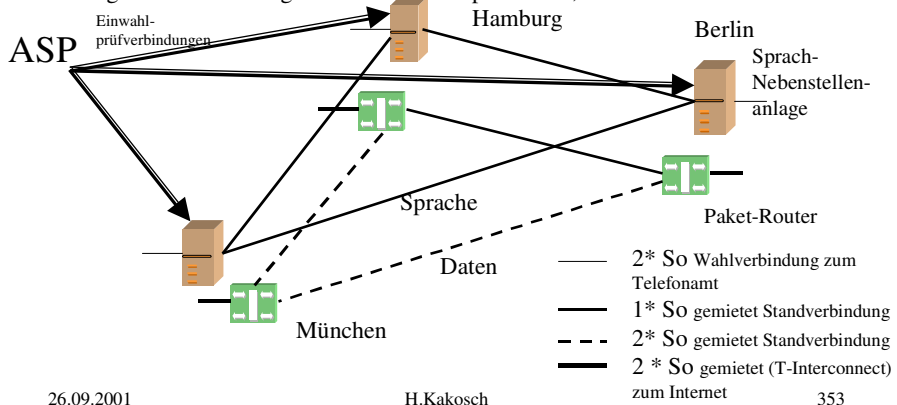 Hamburg
Einwahl-
prüfverbindungen
ASP
Berlin
Sprach-
Nebenstellen-
anlage
Sprache
Paket-Router
Daten
München
2* So Wahlverbindung zum
Telefonamt
1* So gemietet Standverbindung
2* So gemietet Standverbindung
2 * So gemietet (T-Interconnect)
zum Internet
26.09.2001
H.Kakosch
353